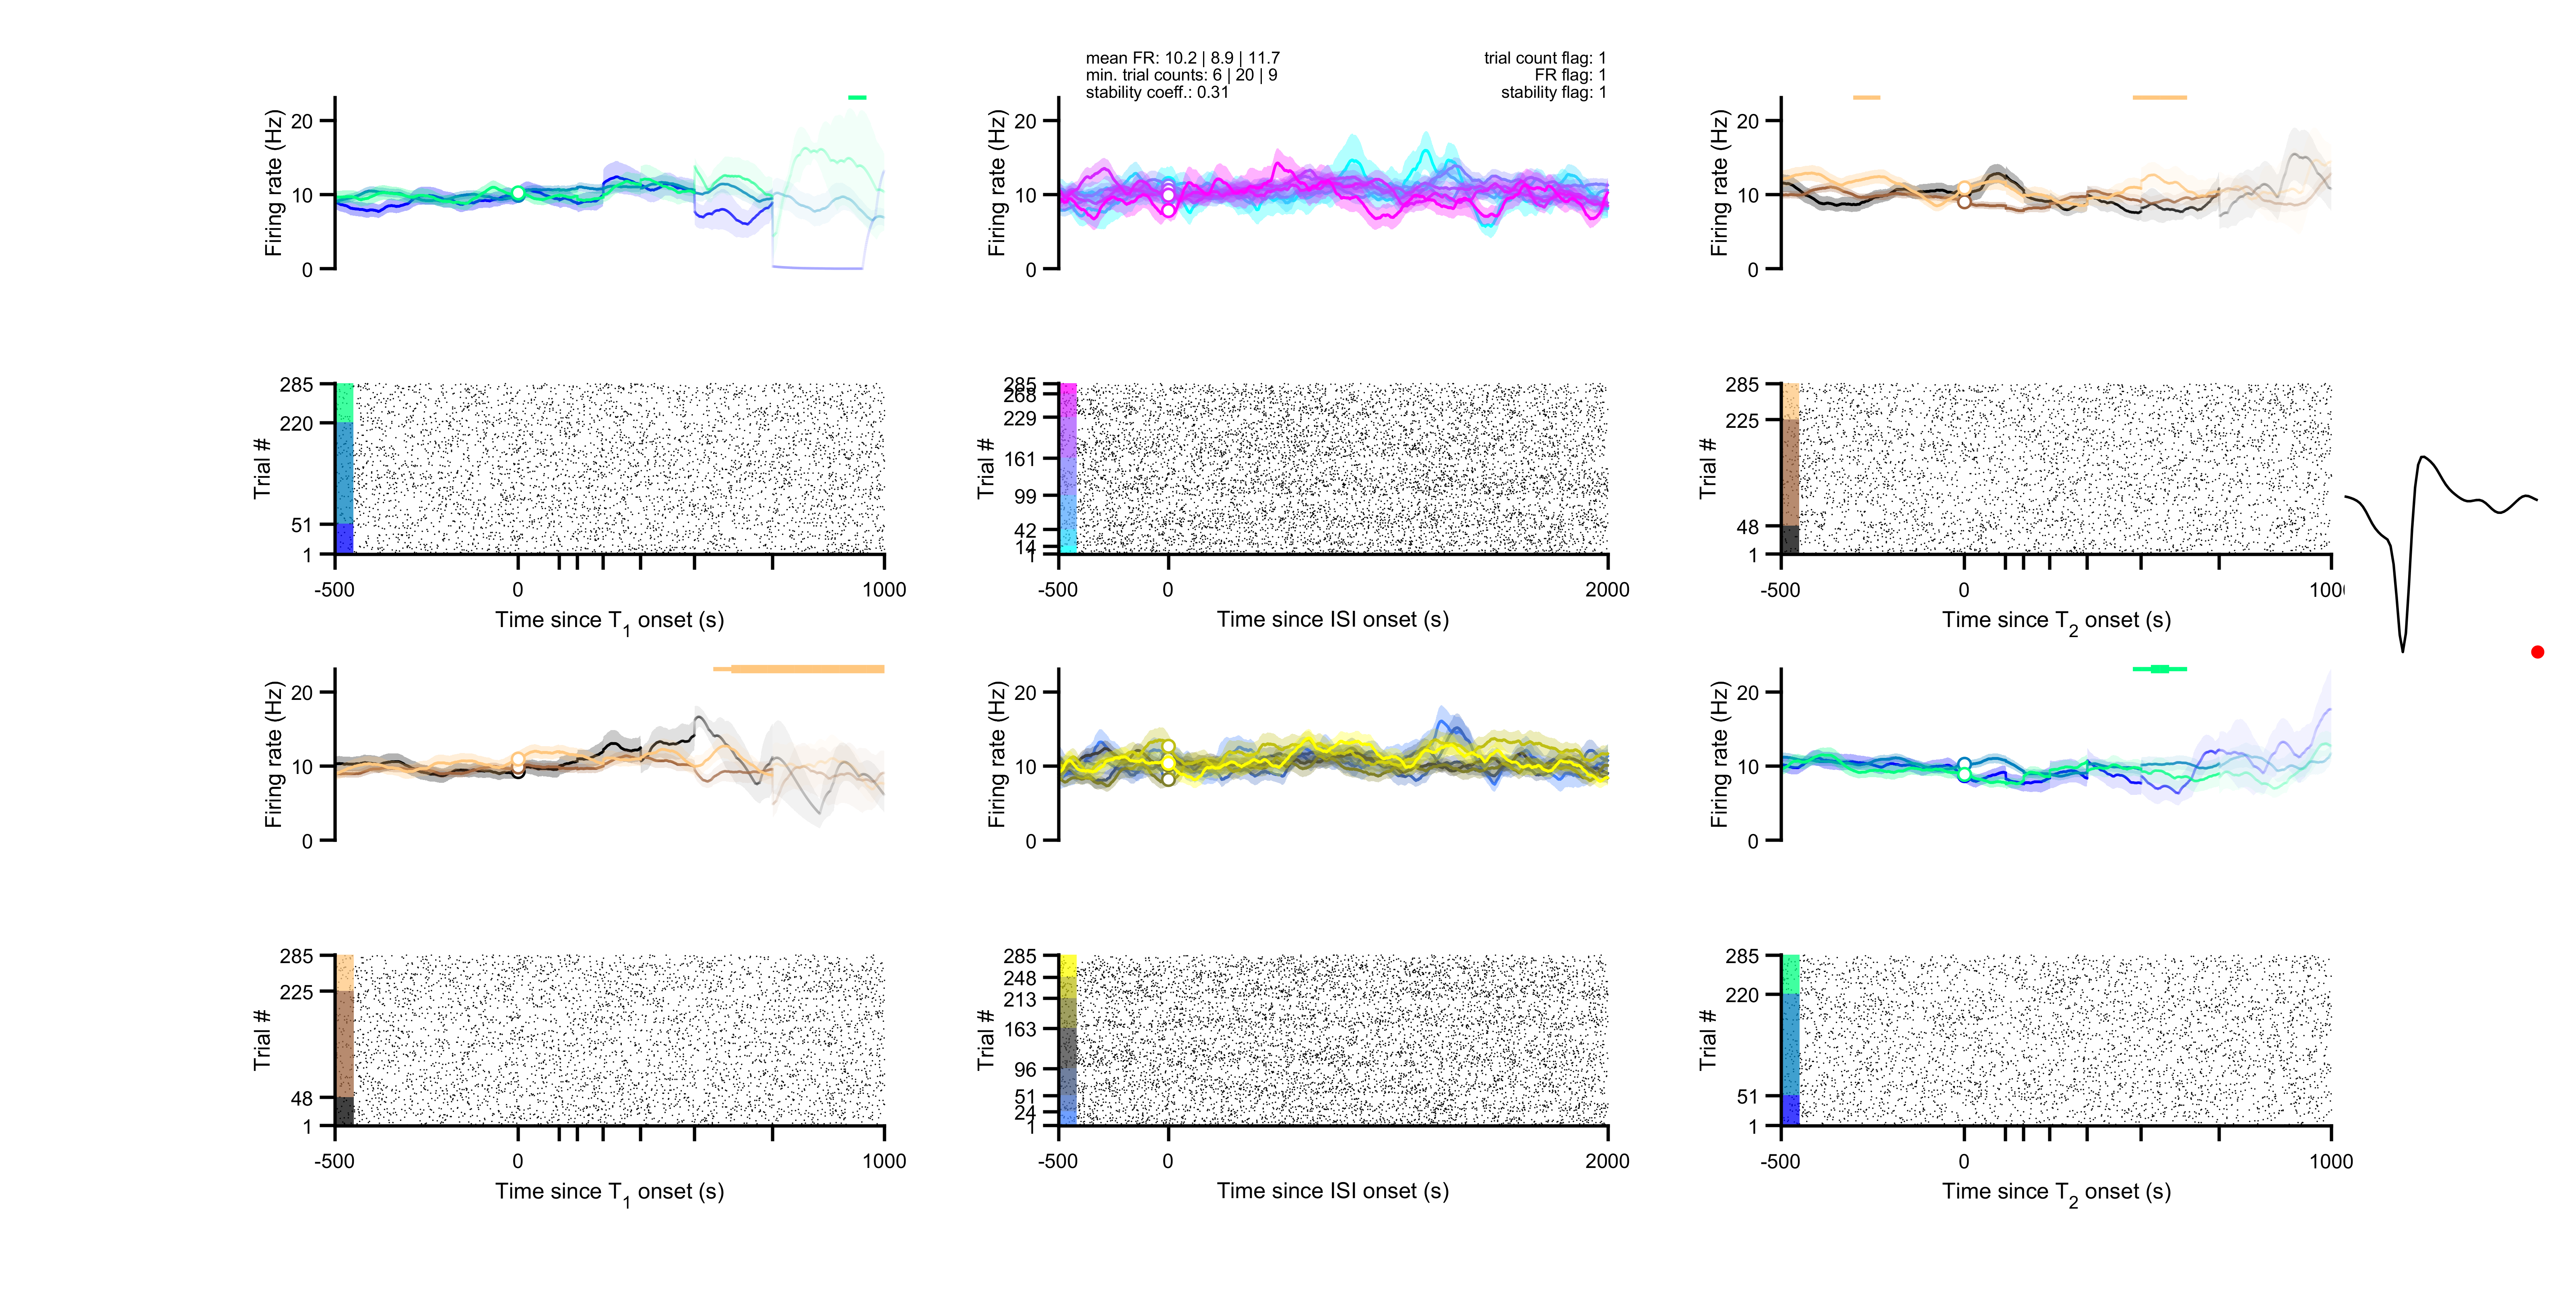 mean FR: 10.2 | 8.9 | 11.7
min. trial counts: 6 | 20 | 9
stability coeff.: 0.31
trial count flag: 1
FR flag: 1
stability flag: 1
Firing rate (Hz)
20
10
0
Firing rate (Hz)
20
10
0
Firing rate (Hz)
20
10
0
Trial #
285
220
51
1
-500
0
1000
Time since T1 onset (s)
Trial #
285
268
229
161
99
42
14
1
-500
0
2000
Time since ISI onset (s)
Trial #
285
225
48
1
-500
0
Time since T2 onset (s)
Firing rate (Hz)
20
10
0
Firing rate (Hz)
20
10
0
Firing rate (Hz)
20
10
0
Trial #
285
225
48
1
-500
0
1000
Time since T1 onset (s)
Trial #
285
248
213
163
96
51
24
1
-500
0
2000
Time since ISI onset (s)
Trial #
285
220
51
1
-500
0
1000
Time since T2 onset (s)